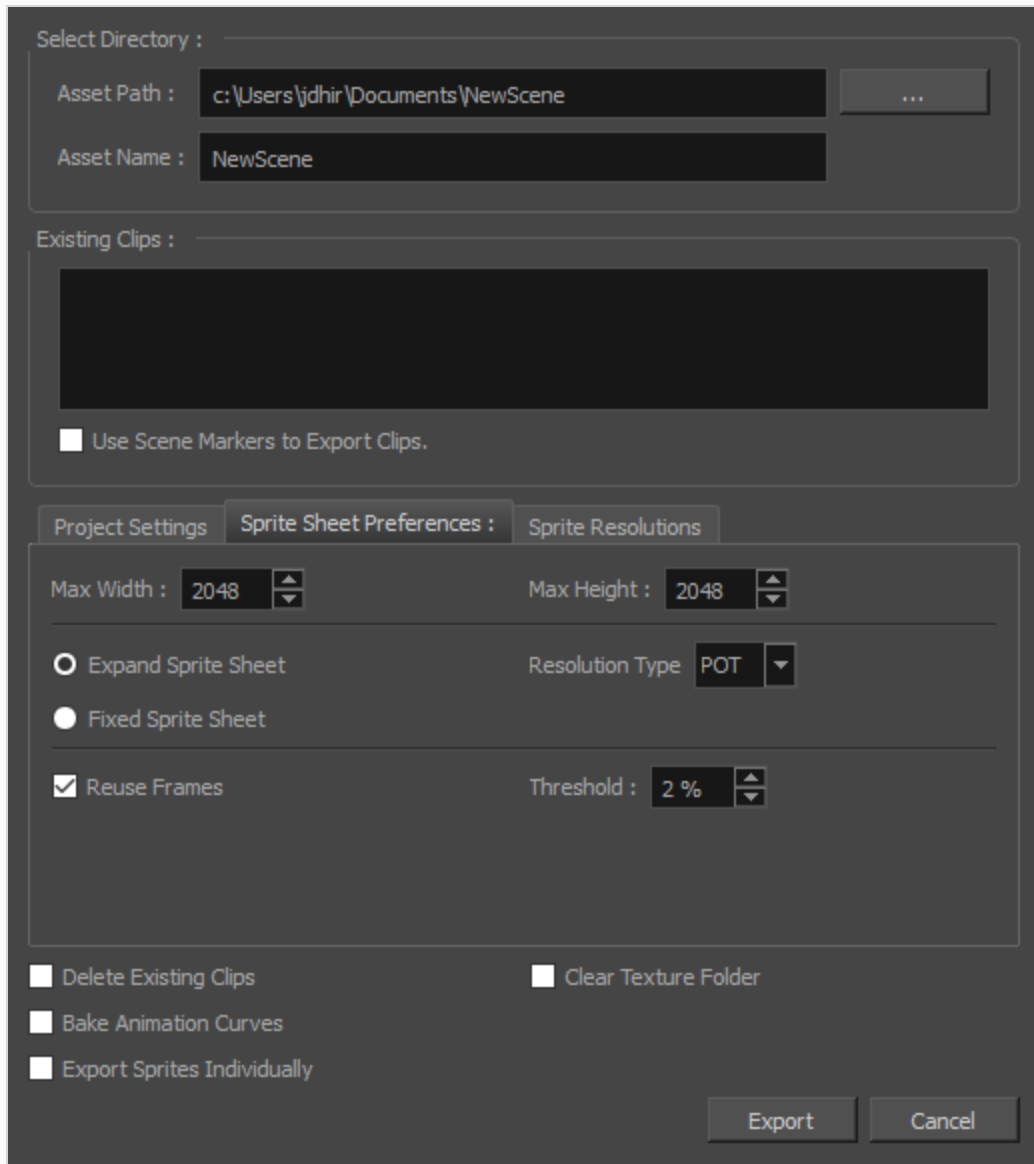 Select Directory :
Asset Path : c:\Users\jdhir\Documents\NewScene ...
Asset Name : NewScene
Existing Clips :
Use Scene Markers to Export Clips.
Project Settings Sprite Sheet Preferences : Sprite Resolutions
Max Width : 2048 Max Height : 2048
Expand Sprite Sheet Resolution Type POT
Fixed Sprite Sheet
Reuse Frames Threshold : 2 %
Delete Existing Clips Clear Texture Folder
Bake Animation Curves
Export Sprites Individually
Export Cancel